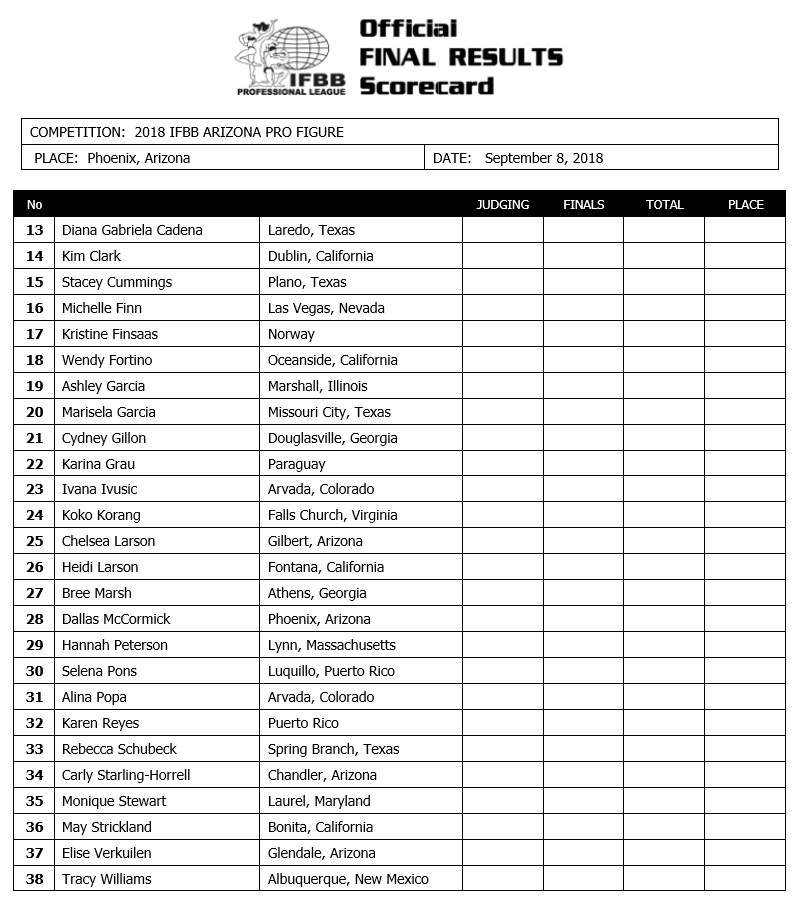 Official
FINAL RESULTS
Scorecard
IFBB
PROFESSIONAL LEAGUE
COMPETITION: 2018 IFBB ARIZONA PRO FIGURE
PLACE: Phoenix, Arizona DATE: September 8, 2018
No JUDGING FINALS TOTAL PLACE
13 Diana Gabriela Cadena Laredo, Texas
14 Kim Clark Dublin, California
15 Stacey Cummings Plano, Texas
16 Michelle Finn Las Vegas, Nevada
17 Kristine Finsaas Norway
18 Wendy Fortino Oceanside, California
19 Ashley Garcia Marshall, Illinois
20 Marisela Garcia Missouri City, Texas
21 Cydney Gillon Douglasville, Georgia
22 Karina Grau Paraguay
23 Ivana Ivusic Arvada, Colorado
24 Koko Korang Falls Church, Virginia
25 Chelsea Larson Gilbert, Arizona
26 Heidi Larson Fontana, California
27 Bree Marsh Athens, Georgia
28 Dallas McCormick Phoenix, Arizona
29 Hannah Peterson Lynn, Massachusetts
30 Selena Pons Luquillo, Puerto Rico
31 Alina Popa Arvada, Colorado
32 Karen Reyes Puerto Rico
33 Rebecca Schubeck Spring Branch, Texas
34 Carly Starling-Horrell Chandler, Arizona
35 Monique Stewart Laurel, Maryland
36 May Strickland Bonita, California
37 Elise Verkuilen Glendale, Arizona
38 Tracy Williams Albuquerque, New Mexico